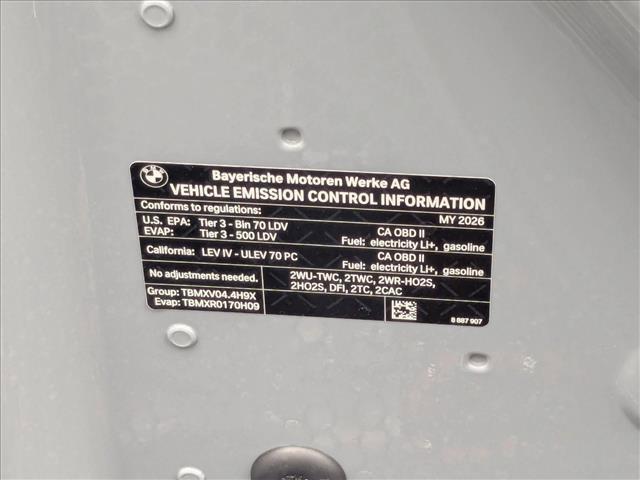 Bayerische Motoren Werke AG
VEHICLE EMISSION CONTROL INFORMATION
Conforms to regulations: MY 2026
U.S. EPA: Tier 3 - Bin 70 LDV CA OBD II
EVAP: Tier 3 - 500 LDV Fuel: electricity Li+, gasoline
California: LEV IV - ULEV 70 PC CA OBD II
Fuel: electricity Li+, gasoline
No adjustments needed. 2WU-TWC, 2TWC, 2WR-HO2S,
2HO2S, DFI, 2TC, 2CAC
Group: TBMXV04.4H9X
Evap: TBMXR0170H09
8 887 907